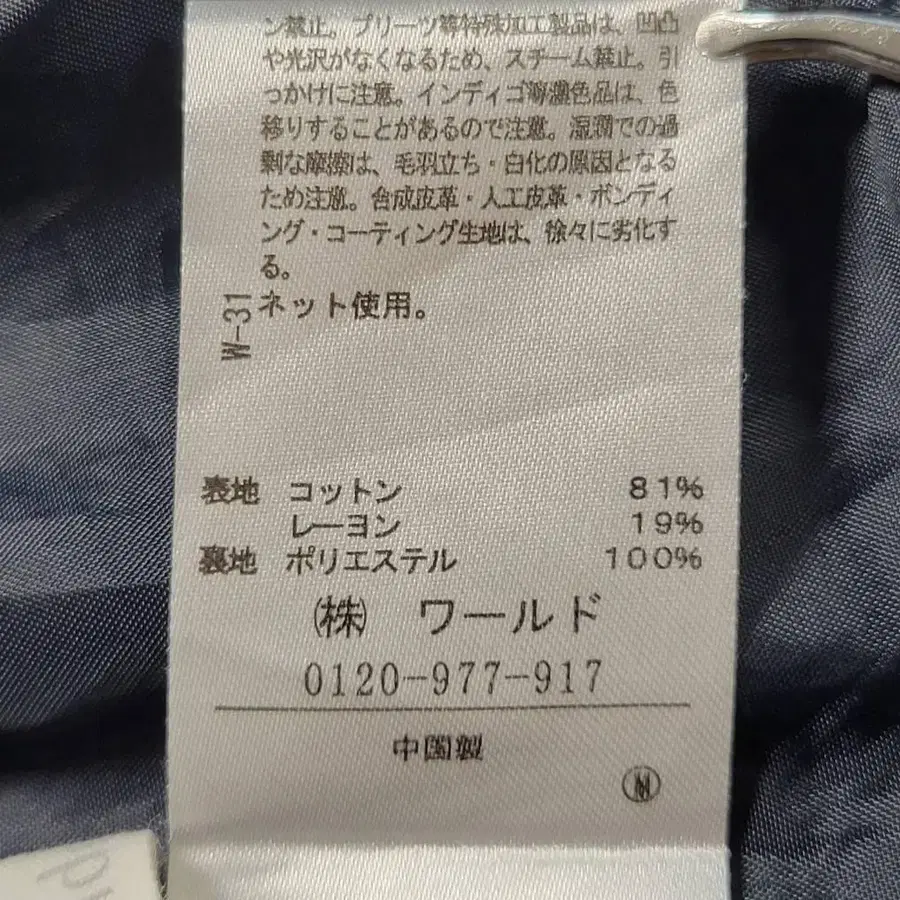 ン禁止。プリーツ等特殊加工製品は、凹凸
や光沢がなくなるため、スチーム禁止。引
っかけに注意。インディゴ等濃色品は、色
移りすることがあるので注意。湿潤での過
剰な摩擦は、毛羽立ち・白化の原因となる
ため注意。合成皮革・人工皮革・ボンディ
ング・コーティング生地は、徐々に劣化す
る。
W-31
ネット使用。
表地 コットン 81%
レーヨン 19%
裏地 ポリエステル 100%
(株) ワールド
0120-977-917
中国製
M